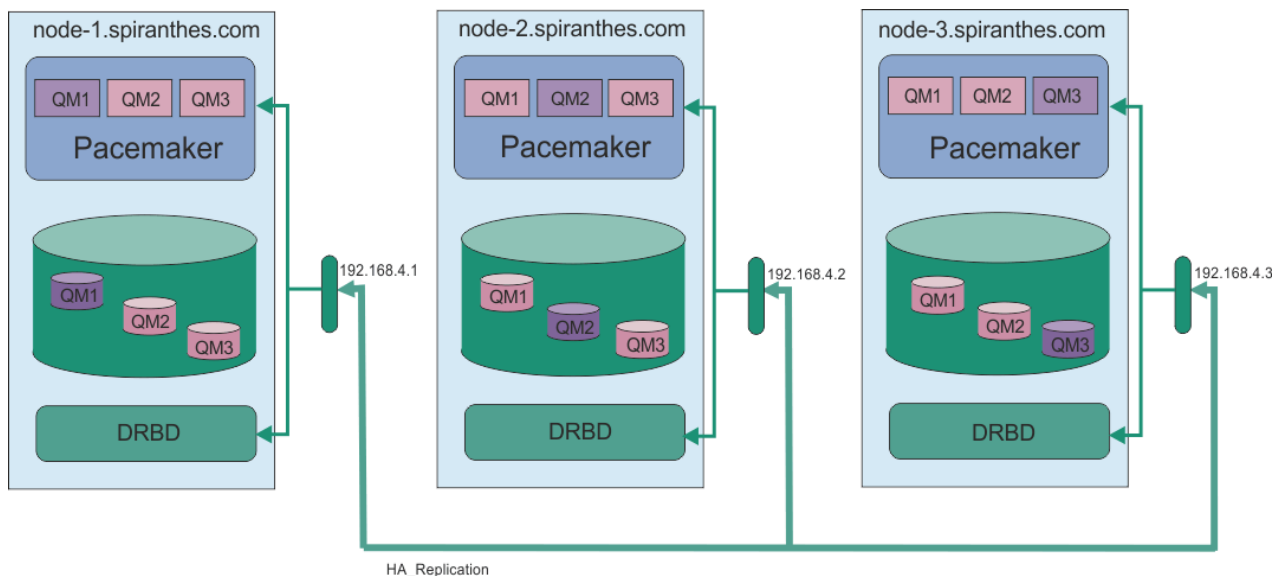 node-1.spiranthes.com
QM1 QM2 QM3
Pacemaker
QM1
QM2
QM3
DRBD
192.168.4.1
node-2.spiranthes.com
QM1 QM2 QM3
Pacemaker
QM1
QM2
QM3
DRBD
192.168.4.2
node-3.spiranthes.com
QM1 QM2 QM3
Pacemaker
QM1
QM2
QM3
DRBD
192.168.4.3
HA Replication